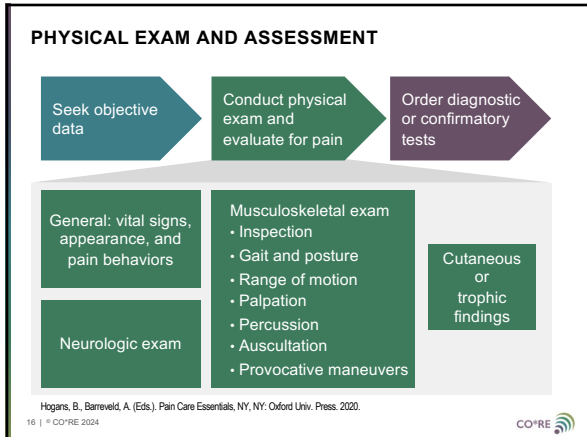 PHYSICAL EXAM AND ASSESSMENT
Seek objective
data
Conduct physical
exam and
evaluate for pain
Order diagnostic
or confirmatory
tests
General: vital signs,
appearance, and
pain behaviors
Neurologic exam
Musculoskeletal exam
• Inspection
• Gait and posture
• Range of motion
• Palpation
• Percussion
• Auscultation
• Provocative maneuvers
Cutaneous
or
trophic
findings
Hogans, B., Barreveld, A. (Eds.). Pain Care Essentials, NY, NY: Oxford Univ. Press. 2020.
16 | © CO*RE 2024
CO*RE